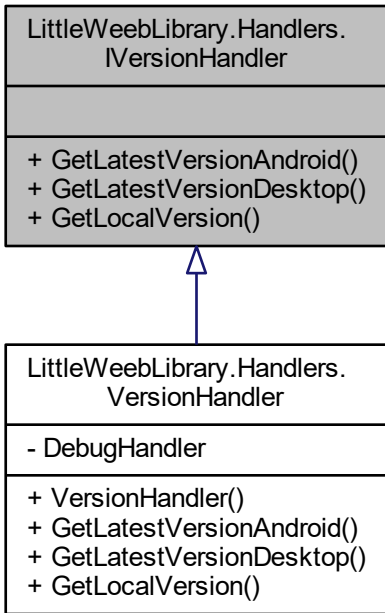 LittleWeebLibrary.Handlers.
IVersionHandler
+ GetLatestVersionAndroid()
+ GetLatestVersionDesktop()
+ GetLocalVersion()
LittleWeebLibrary.Handlers.
VersionHandler
- DebugHandler
+ VersionHandler()
+ GetLatestVersionAndroid()
+ GetLatestVersionDesktop()
+ GetLocalVersion()